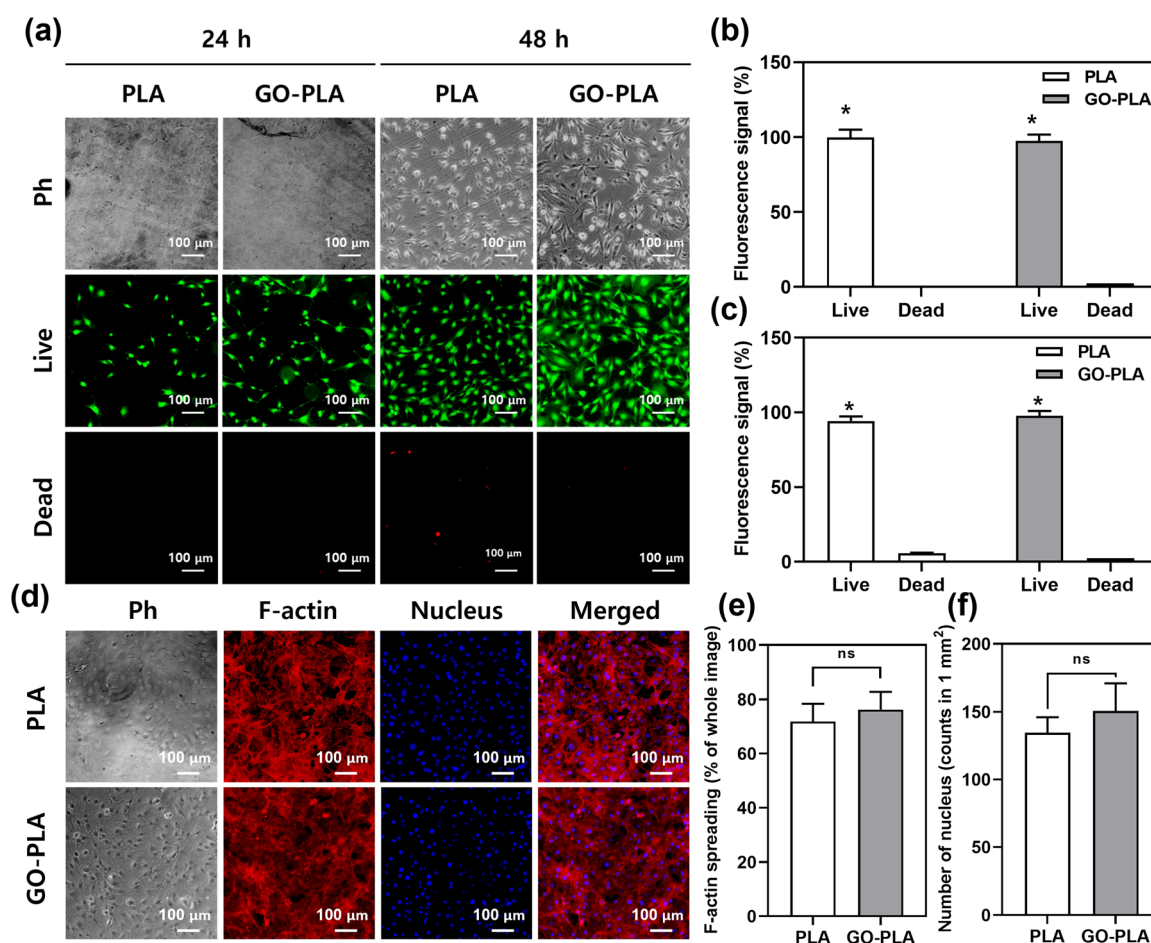 (a)
24 h 48 h
PLA GO-PLA PLA GO-PLA
Ph
100 μm 100 μm 100 μm 100 μm
Live
100 μm 100 μm 100 μm 100 μm
Dead
100 μm 100 μm 100 μm 100 μm
(b)
Fluorescence signal (%)
150
100
50
0
PLA
GO-PLA
* *
Live Dead Live Dead
(c)
Fluorescence signal (%)
150
100
50
0
PLA
GO-PLA
* *
Live Dead Live Dead
(d)
Ph F-actin Nucleus Merged
PLA
100 μm 100 μm 100 μm 100 μm
GO-PLA
100 μm 100 μm 100 μm 100 μm
(e)
F-actin spreading (% of whole image)
100
80
60
40
20
0
ns
PLA GO-PLA
(f)
Number of nucleus (counts in 1 mm²)
200
150
100
50
0
ns
PLA GO-PLA